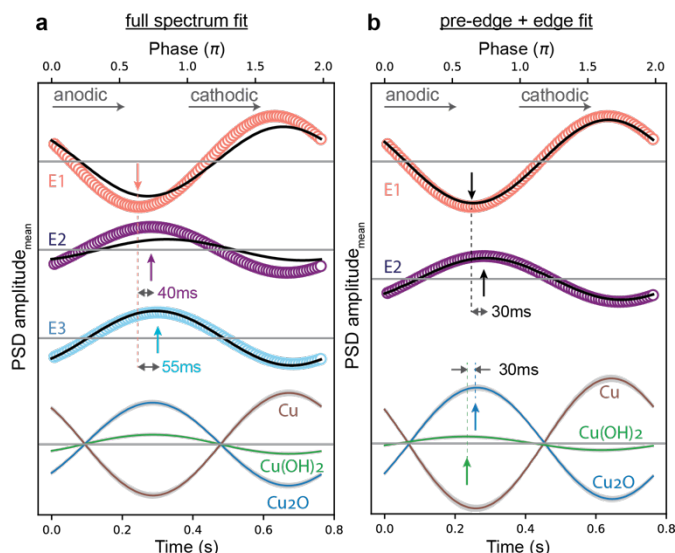 a full spectrum fit
Phase (π)
0.0 0.5 1.0 1.5 2.0
anodic cathodic
E1
E2
40ms
E3
55ms
Cu
Cu(OH)2
Cu2O
0.0 0.2 0.4 0.6 0.8
Time (s)
PSD amplitudemean
b pre-edge + edge fit
Phase (π)
0.0 0.5 1.0 1.5 2.0
anodic cathodic
E1
E2
30ms
30ms
Cu
Cu(OH)2
Cu2O
0.0 0.2 0.4 0.6 0.8
Time (s)
PSD amplitudemean